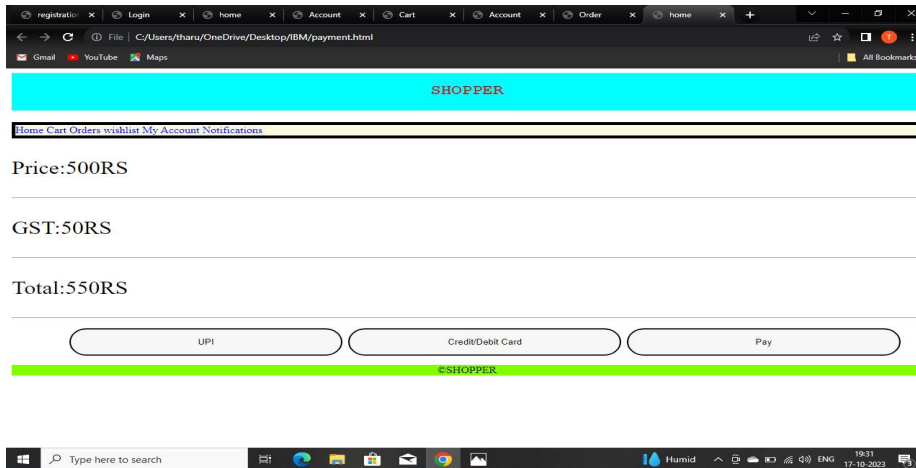 registration Login home Account Cart Account Order home
File C:/Users/tharu/OneDrive/Desktop/IBM/payment.html
Gmail YouTube Maps All Bookmarks
SHOPPER
Home Cart Orders wishlist My Account Notifications
Price:500RS
GST:50RS
Total:550RS
UPI Credit/Debit Card Pay
©SHOPPER
Type here to search Humid ENG 19:31
17-10-2023